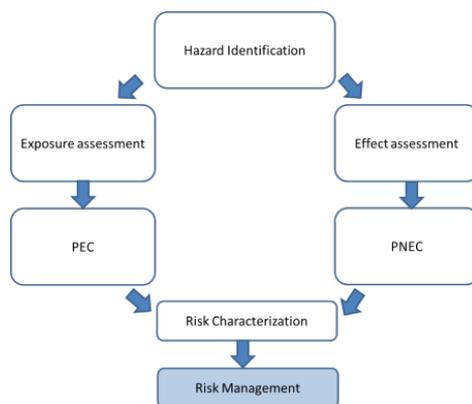 Hazard Identification
Exposure assessment
Effect assessment
PEC
PNEC
Risk Characterization
Risk Management